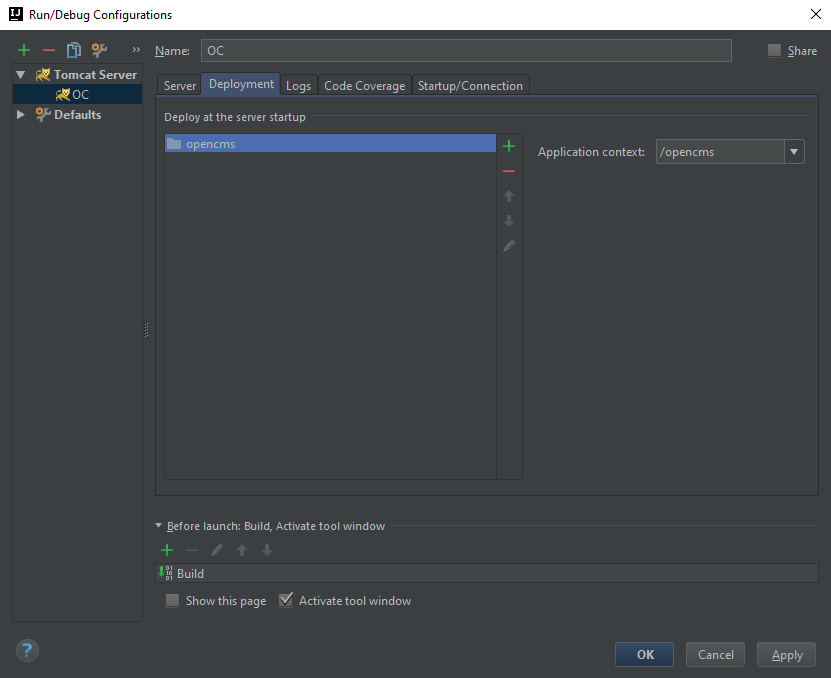 Run/Debug Configurations
Name: OC Share
Tomcat Server
OC
Defaults
Server Deployment Logs Code Coverage Startup/Connection
Deploy at the server startup
opencms
Application context: /opencms
Before launch: Build, Activate tool window
Build
Show this page Activate tool window
? OK Cancel Apply